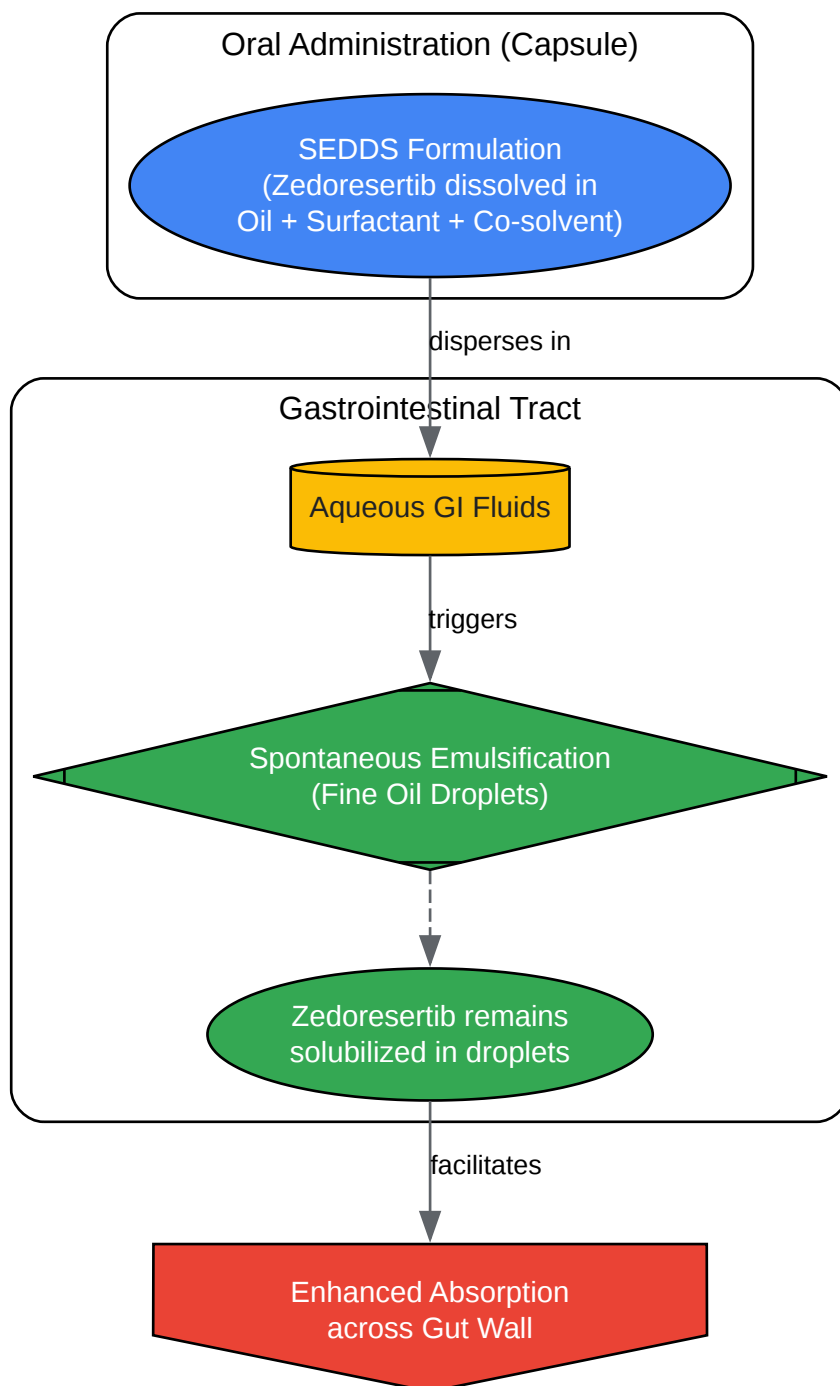 Oral Administration (Capsule)
SEDDS Formulation
(Zedoresertib dissolved in
Oil + Surfactant + Co-solvent)
disperses in
Gastrointestinal Tract
Aqueous GI Fluids
triggers
Spontaneous Emulsification
(Fine Oil Droplets)
Zedoresertib remains
solubilized in droplets
facilitates
Enhanced Absorption
across Gut Wall